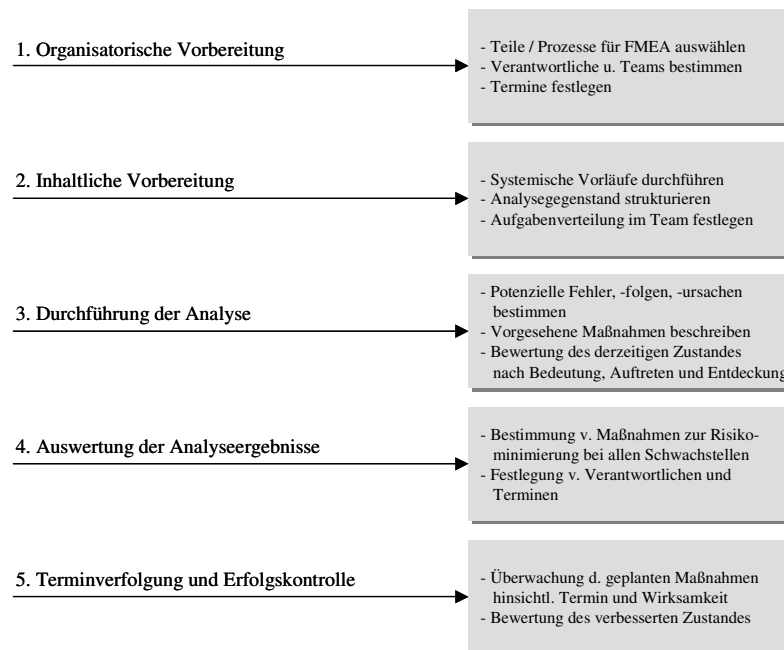 1. Organisatorische Vorbereitung
- Teile / Prozesse für FMEA auswählen
- Verantwortliche u. Teams bestimmen
- Termine festlegen
2. Inhaltliche Vorbereitung
- Systemische Vorläufe durchführen
- Analysegegenstand strukturieren
- Aufgabenverteilung im Team festlegen
3. Durchführung der Analyse
- Potenzielle Fehler, -folgen, -ursachen
bestimmen
- Vorgesehene Maßnahmen beschreiben
- Bewertung des derzeitigen Zustandes
nach Bedeutung, Auftreten und Entdeckung
4. Auswertung der Analyseergebnisse
- Bestimmung v. Maßnahmen zur Risiko-
minimierung bei allen Schwachstellen
- Festlegung v. Verantwortlichen und
Terminen
5. Terminverfolgung und Erfolgskontrolle
- Überwachung d. geplanten Maßnahmen
hinsichtl. Termin und Wirksamkeit
- Bewertung des verbesserten Zustandes